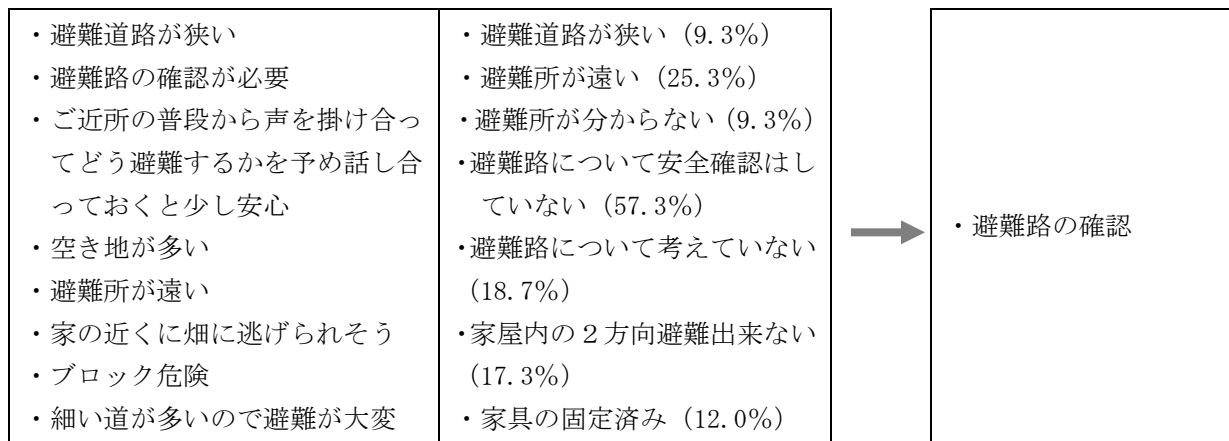 ・避難道路が狭い
・避難路の確認が必要
・ご近所の普段から声を掛け合っ
てどう避難するかを予め話し合
っておくと少し安心
・空き地が多い
・避難所が遠い
・家の近くに畑に逃げられそう
・ブロック危険
・細い道が多いので避難が大変
・避難道路が狭い（9.3%）
・避難所が遠い（25.3%）
・避難所が分からない（9.3%）
・避難路について安全確認はし
ていない（57.3%）
・避難路について考えていない
（18.7%）
・家屋内の２方向避難出来ない
（17.3%）
・家具の固定済み（12.0%）
・避難路の確認